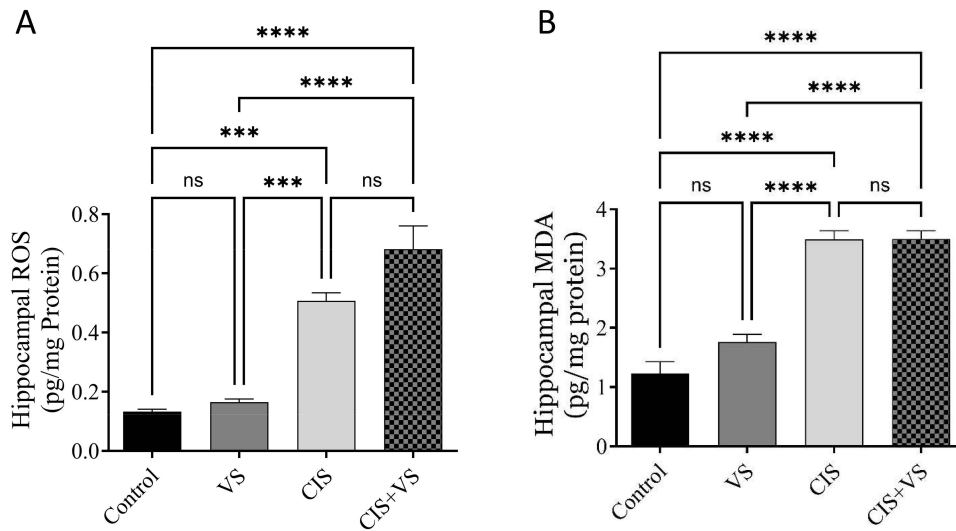 A
****
****
***
ns
***
ns
Hippocampal ROS
(pg/mg Protein)
0.8
0.6
0.4
0.2
0.0
Control
VS
CIS
CIS+VS
B
****
****
****
ns
****
ns
Hippocampal MDA
(pg/mg protein)
4
3
2
1
0
Control
VS
CIS
CIS+VS